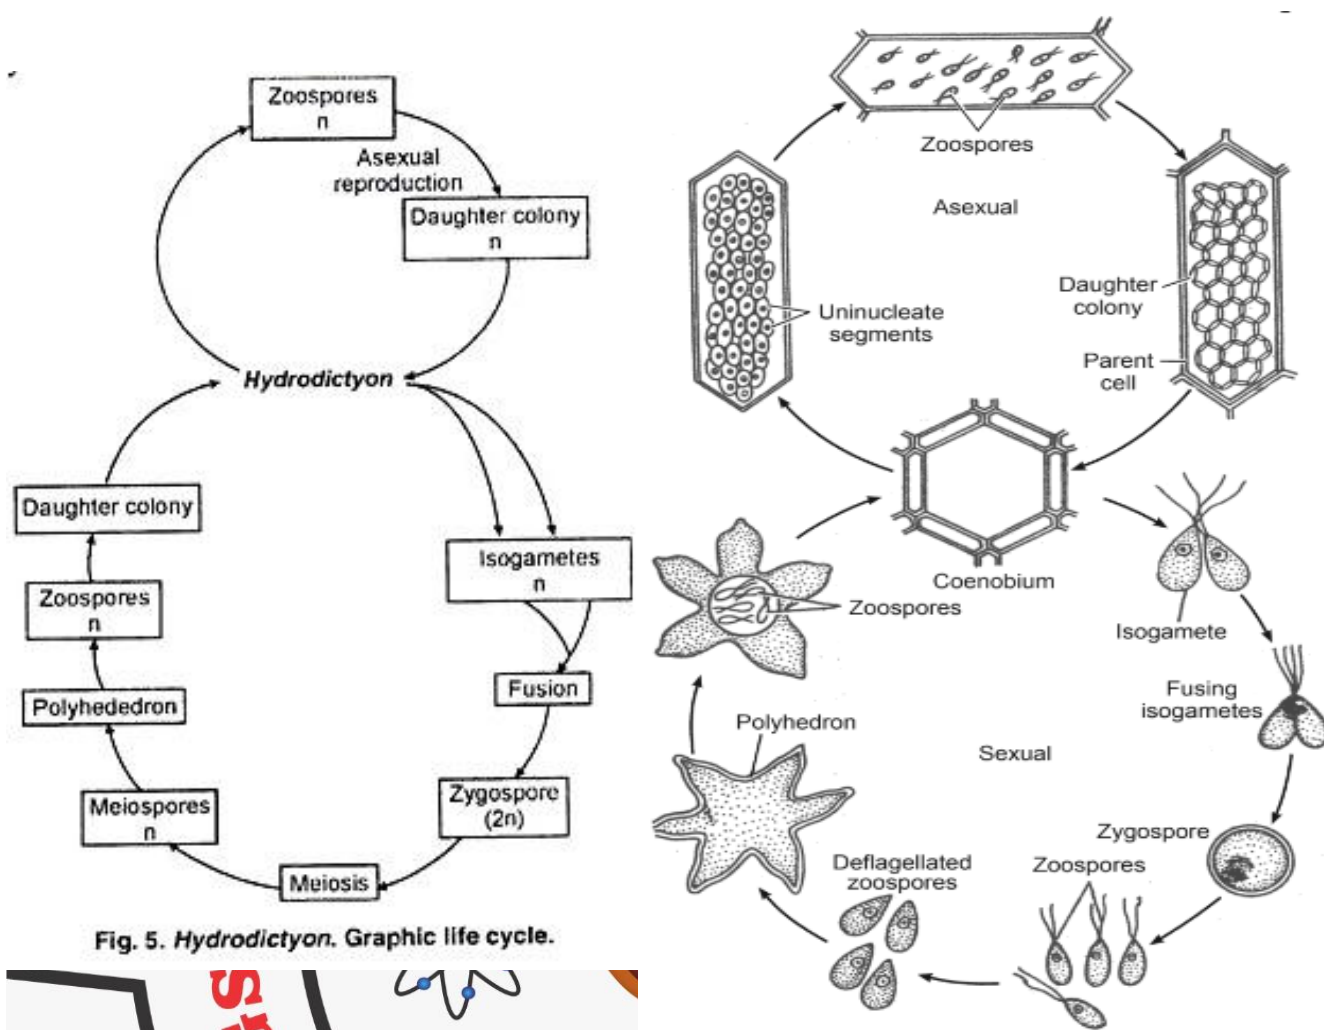 Zoospores
n
Asexual
reproduction
Daughter colony
n
Hydrodictyon
Daughter colony
Zoospores
n
Polyhededron
Meiospores
n
Meiosis
Isogametes
n
Fusion
Zygospore
(2n)
Fig. 5. Hydrodictyon. Graphic life cycle.
Zoospores
Asexual
Uninucleate
segments
Daughter
colony
Parent
cell
Coenobium
Zoospores
Isogamete
Fusing
isogametes
Polyhedron
Sexual
Zygospore
Zoospores
Deflagellated
zoospores